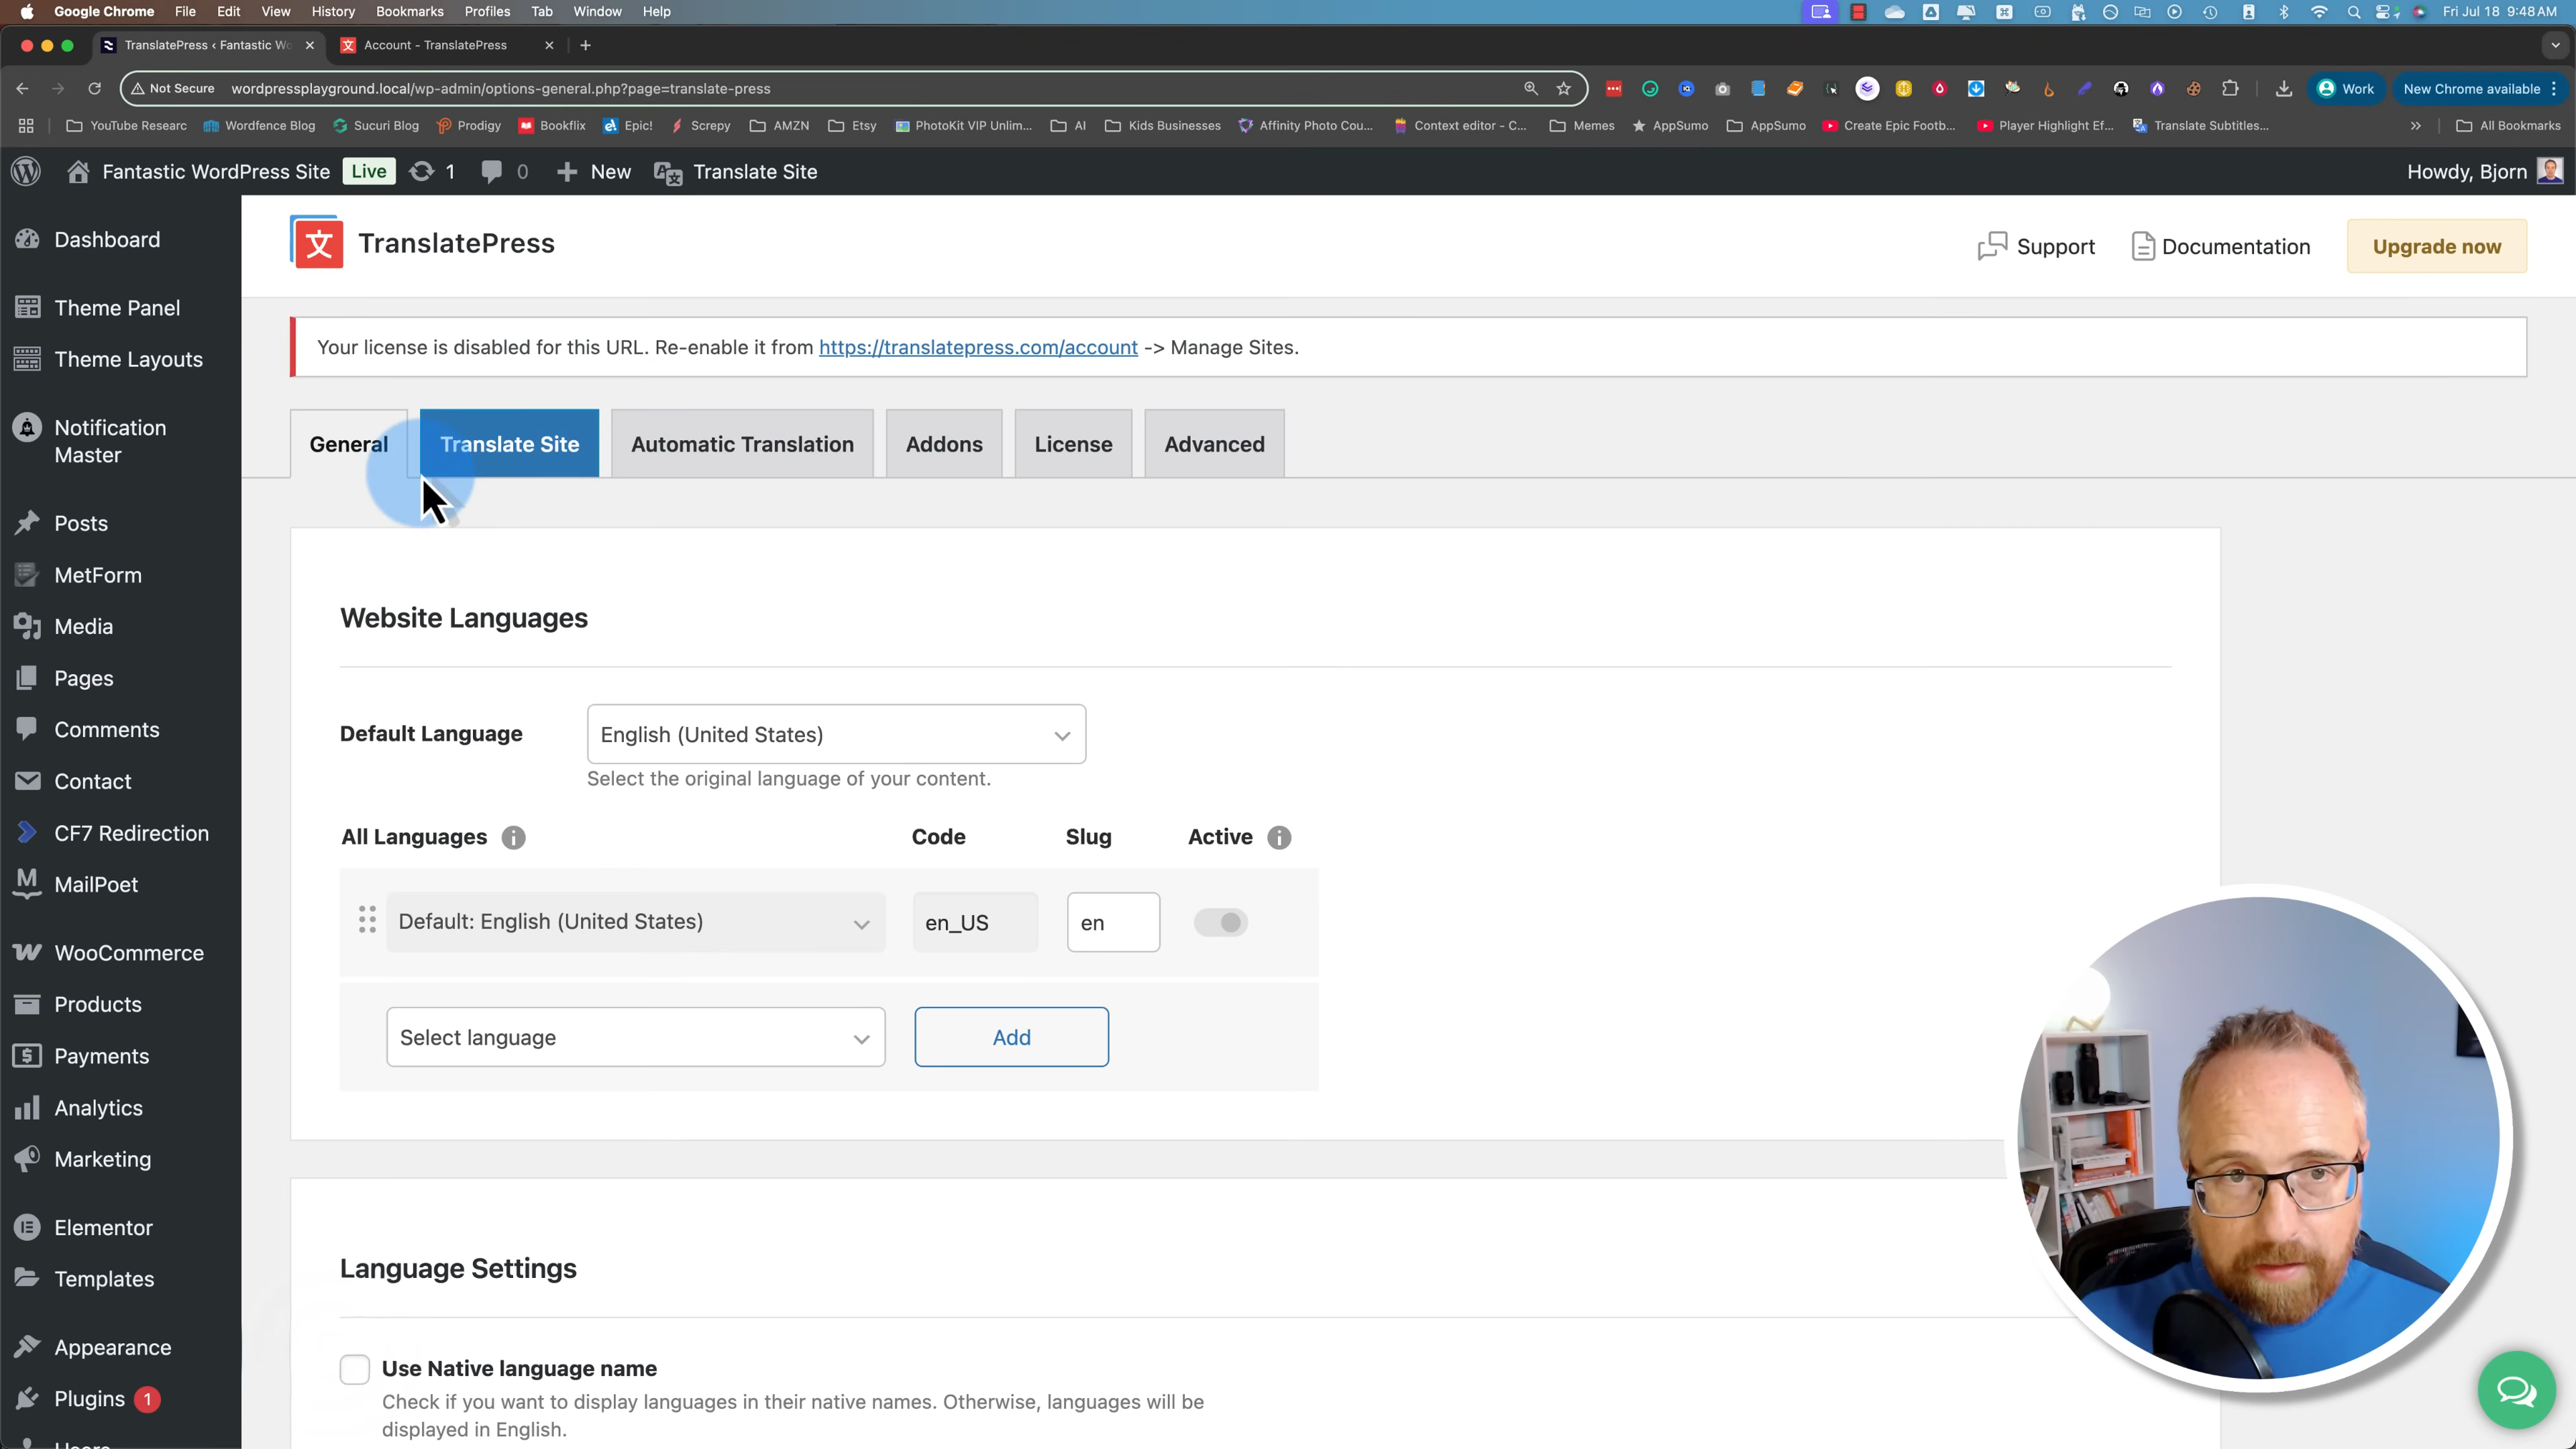 Google Chrome File Edit View History Bookmarks Profiles Tab Window Help Fri Jul 18 9:48 AM
TranslatePress ‹ Fantastic Wo Account - TranslatePress
Not Secure wordpressplayground.local/wp-admin/options-general.php?page=translate-press Work New Chrome available
YouTube Researc Wordfence Blog Sucuri Blog Prodigy Bookflix Epic! Screpy AMZN Etsy PhotoKit VIP Unlim... AI Kids Businesses Affinity Photo Cou... Context editor - C... Memes AppSumo AppSumo Create Epic Footb... Player Highlight Ef... Translate Subtitles... All Bookmarks
Fantastic WordPress Site Live 1 0 New Translate Site Howdy, Bjorn
Dashboard
Theme Panel
Theme Layouts
Notification
Master
Posts
MetForm
Media
Pages
Comments
Contact
CF7 Redirection
MailPoet
WooCommerce
Products
Payments
Analytics
Marketing
Elementor
Templates
Appearance
Plugins 1
文 TranslatePress
Support Documentation Upgrade now
Your license is disabled for this URL. Re-enable it from https://translatepress.com/account -> Manage Sites.
General Translate Site Automatic Translation Addons License Advanced
Website Languages
Default Language English (United States)
Select the original language of your content.
All Languages Code Slug Active
Default: English (United States) en_US en
Select language Add
Language Settings
Use Native language name
Check if you want to display languages in their native names. Otherwise, languages will be
displayed in English.